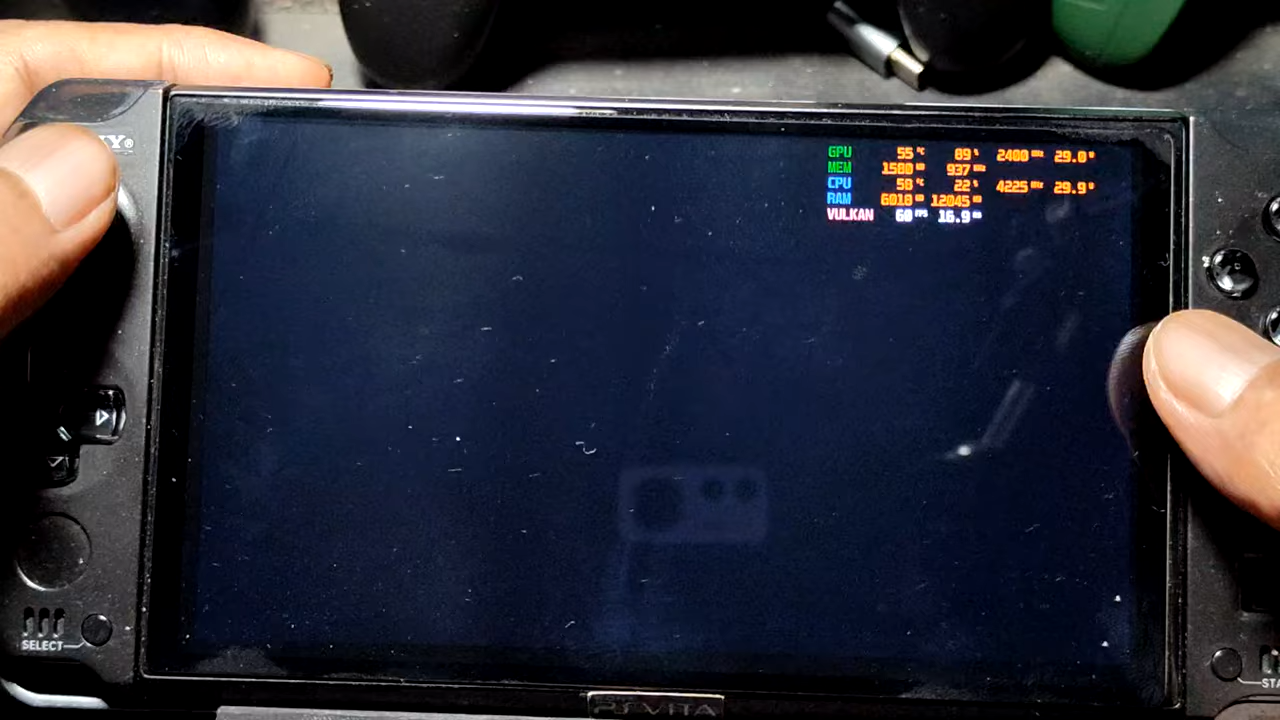 GPU 55 °C 89 % 2400 MHz 29.0 W
MEM 1580 MB 937 MHz
CPU 58 °C 22 % 4225 MHz 29.9 W
RAM 6018 MB 12045 MB
VULKAN 60 FPS 16.9 ms
SELECT
PSVITA